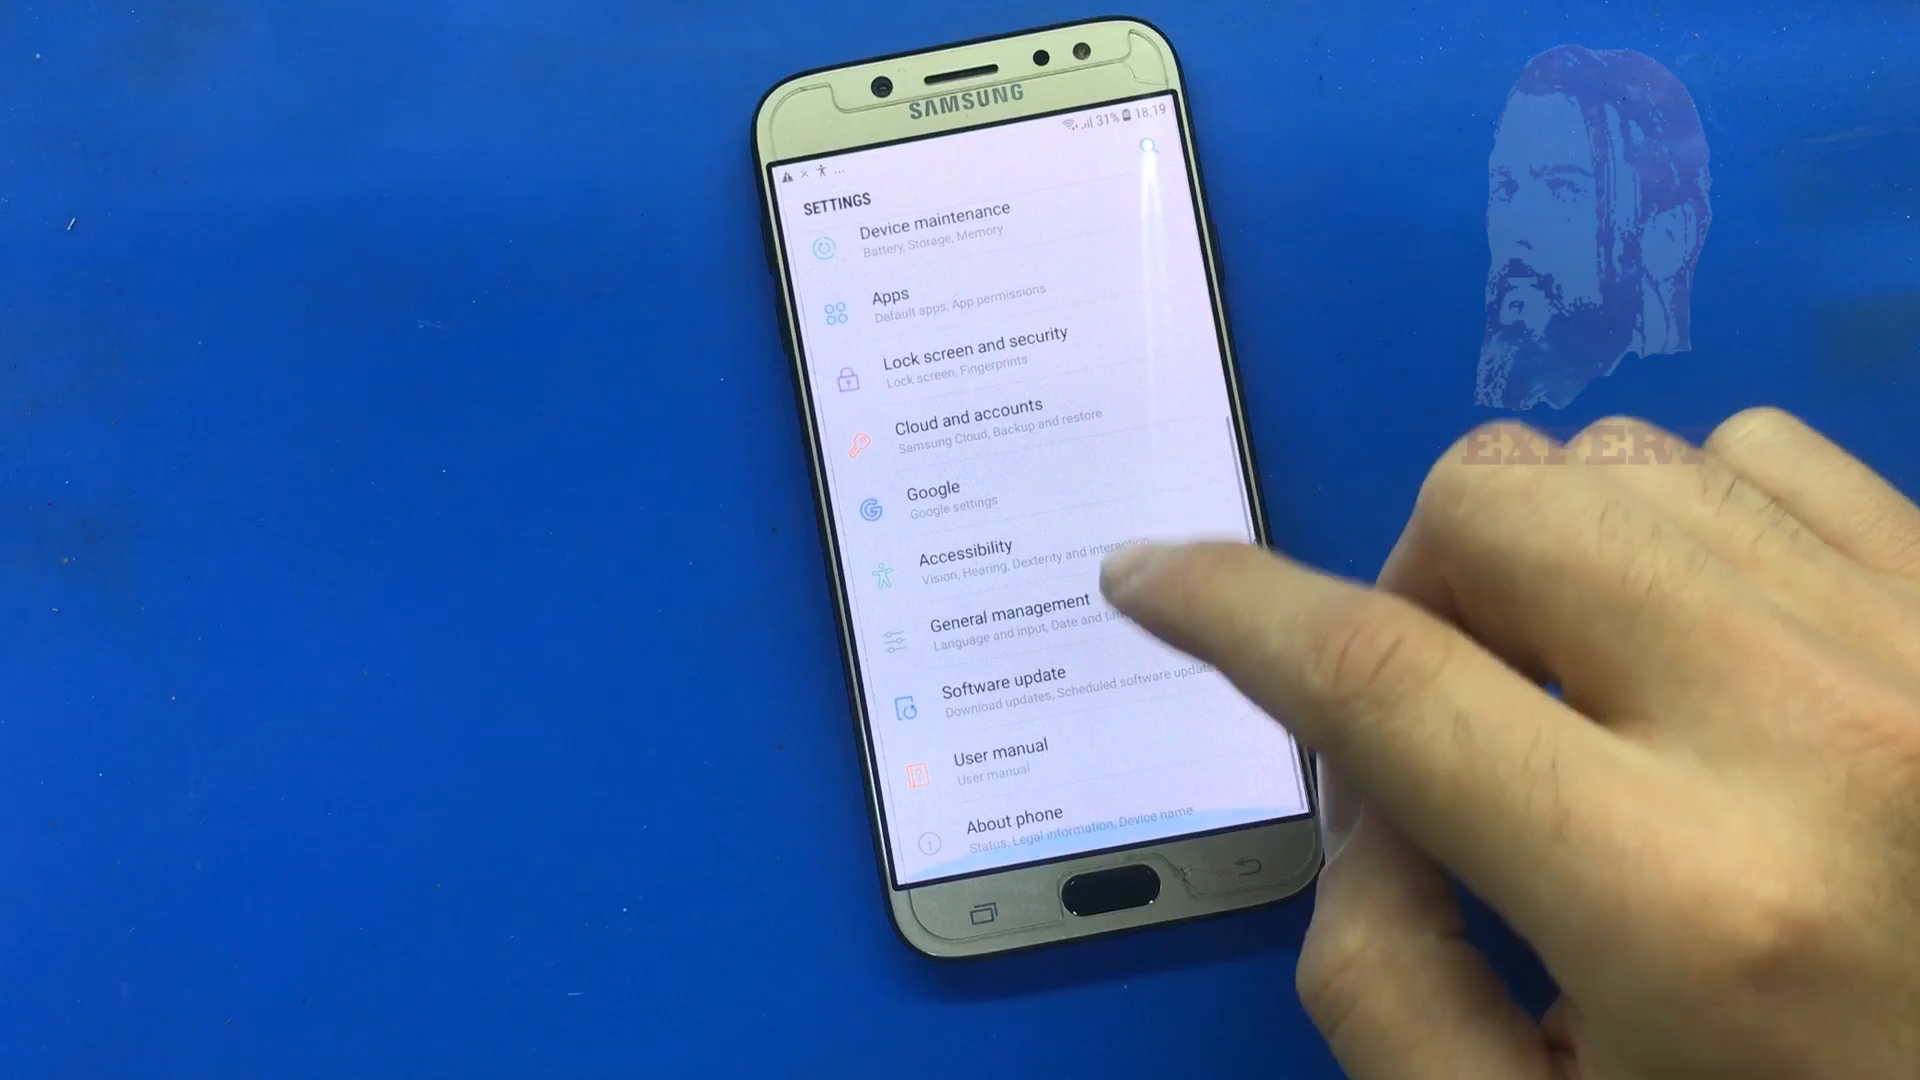 SAMSUNG
31% 18:19
SETTINGS
Device maintenance
Battery, Storage, Memory
Apps
Default apps, App permissions
Lock screen and security
Lock screen, Fingerprints
Cloud and accounts
Samsung Cloud, Backup and restore
Google
Google settings
Accessibility
Vision, Hearing, Dexterity and interaction
General management
Language and input, Date and
Software update
Download updates, Scheduled software
User manual
User manual
About phone
Status, Legal information, Device name
EXPERT